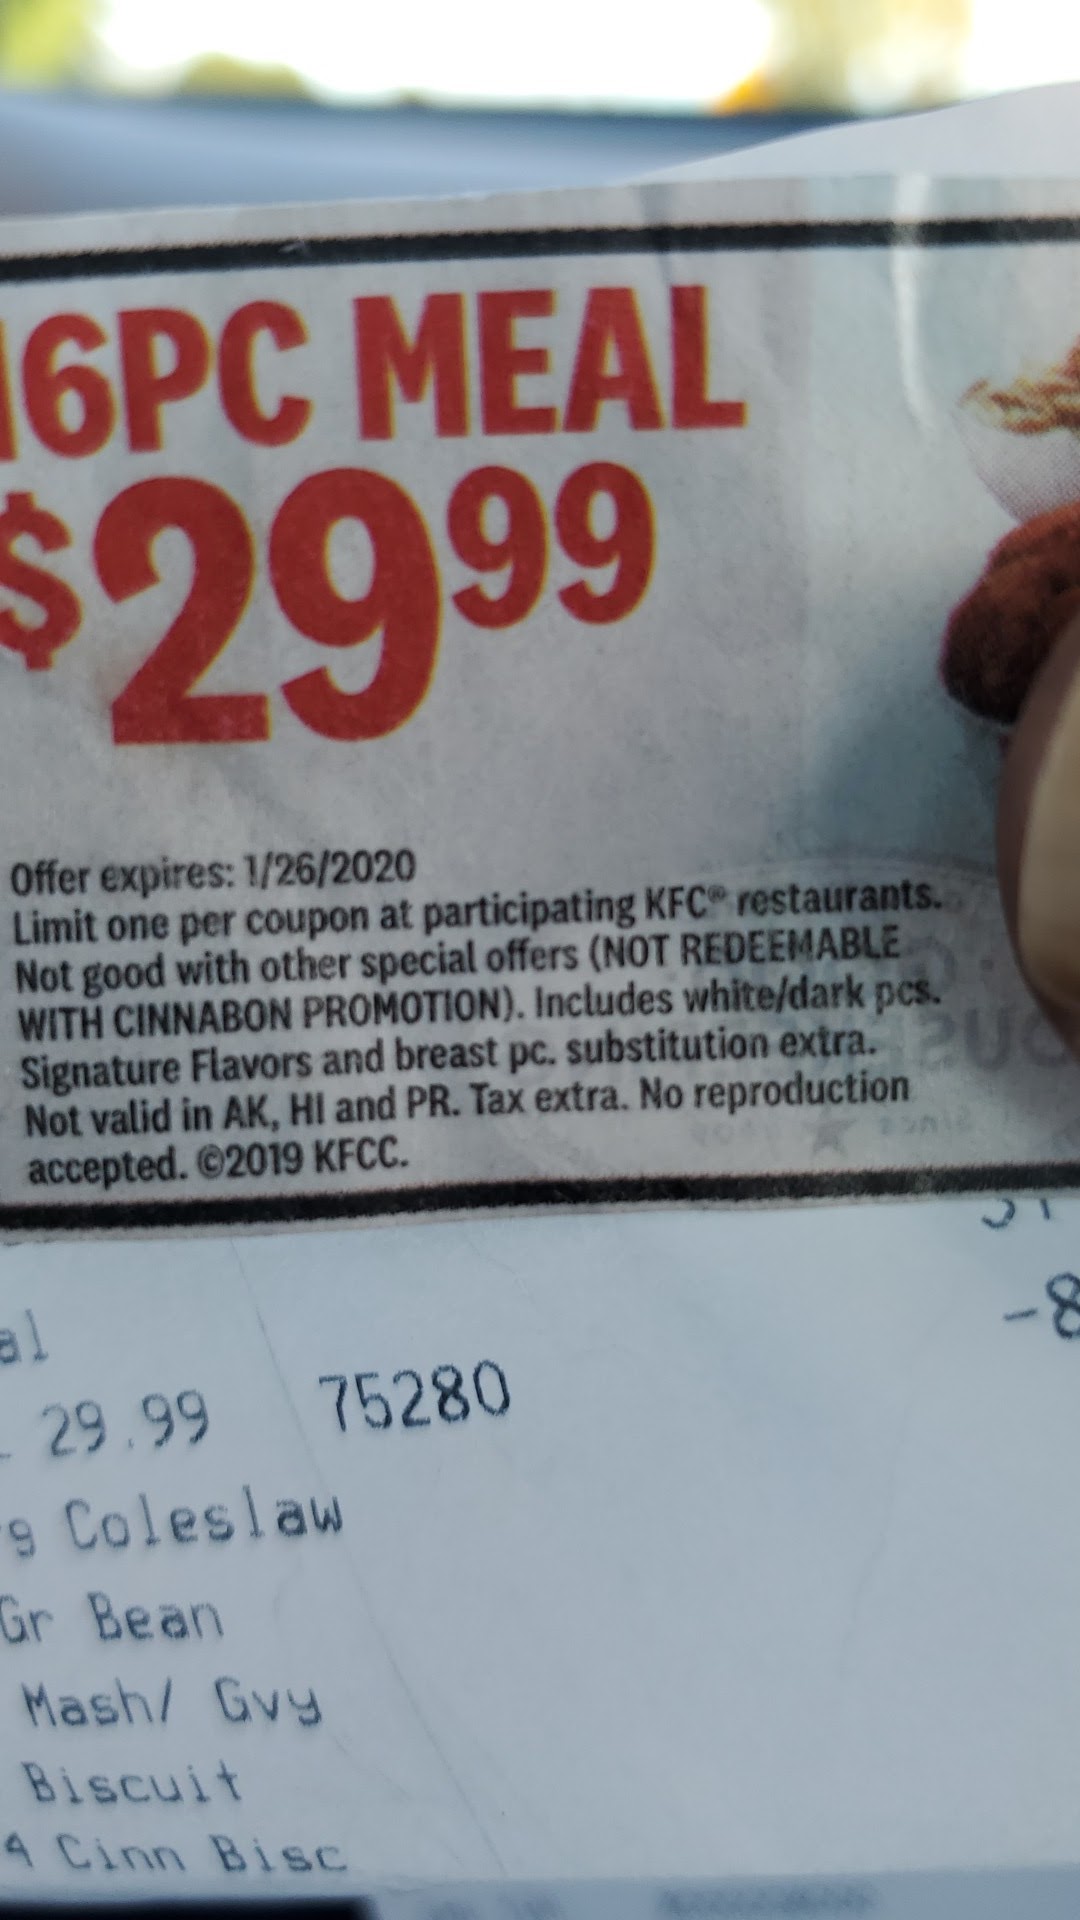 16PC MEAL
$29 99
Offer expires: 1/26/2020
Limit one per coupon at participating KFC® restaurants.
Not good with other special offers (NOT REDEEMABLE
WITH CINNABON PROMOTION). Includes white/dark pcs.
Signature Flavors and breast pc. substitution extra.
Not valid in AK, HI and PR. Tax extra. No reproduction
accepted. ©2019 KFCC.
-8
al
29.99 75280
g Coleslaw
Gr Bean
Mash/ Gvy
Biscuit
4 Cinn Bisc